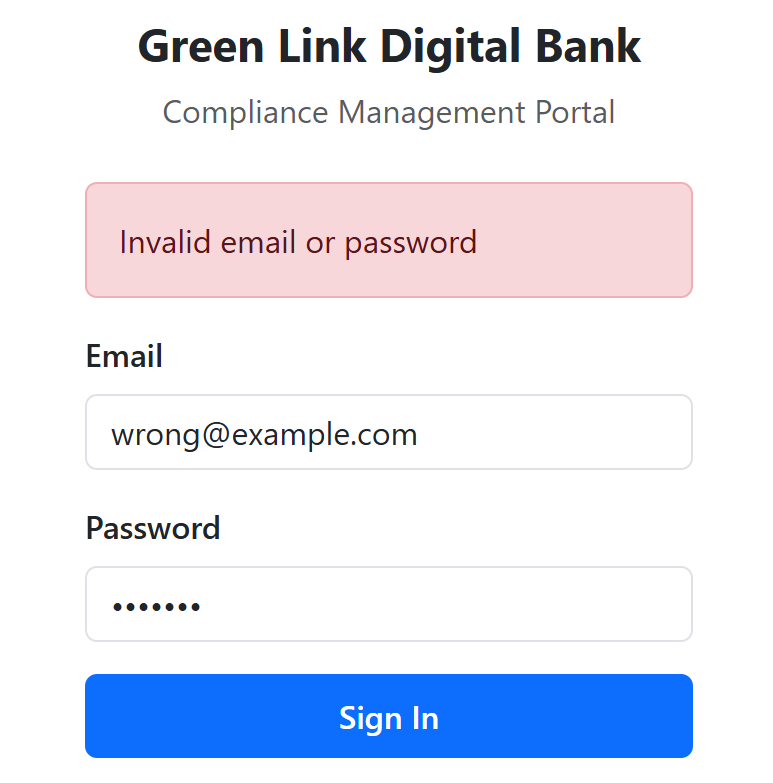 Green Link Digital Bank
Compliance Management Portal
Invalid email or password
Email
wrong@example.com
Password
•••••••
Sign In